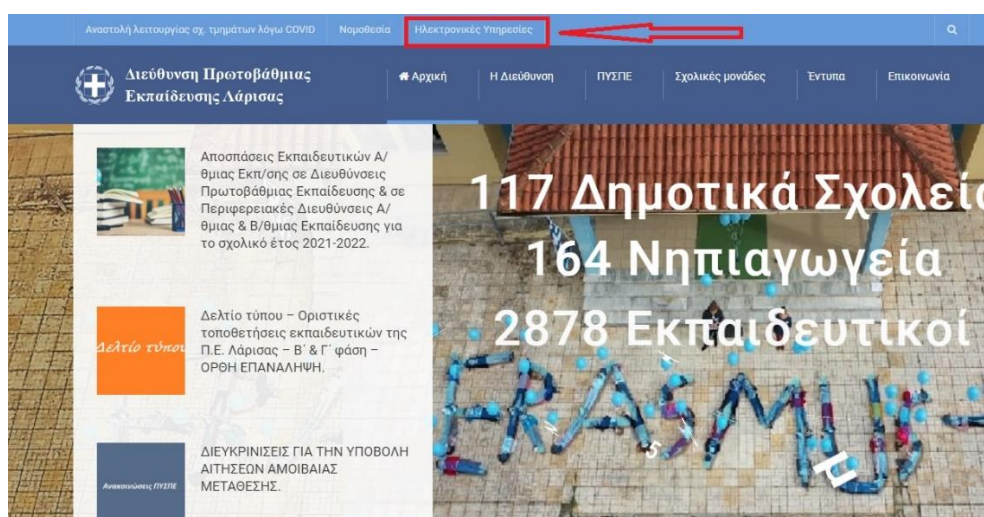 Αναστολή λειτουργίας σχ. τμημάτων λόγω COVID Νομοθεσία Ηλεκτρονικές Υπηρεσίες
Διεύθυνση Πρωτοβάθμιας
Εκπαίδευσης Λάρισας
Αρχική Η Διεύθυνση ΠΥΣΠΕ Σχολικές μονάδες Έντυπα Επικοινωνία
Αποσπάσεις Εκπαιδευτικών Α/
θμιας Εκπ/σης σε Διευθύνσεις
Πρωτοβάθμιας Εκπαίδευσης & σε
Περιφερειακές Διευθύνσεις Α/
θμιας & Β/θμιας Εκπαίδευσης για
το σχολικό έτος 2021-2022.
Δελτίο τύπου
Δελτίο τύπου – Οριστικές
τοποθετήσεις εκπαιδευτικών της
Π.Ε. Λάρισας – Β΄ & Γ΄ φάση –
ΟΡΘΗ ΕΠΑΝΑΛΗΨΗ.
Ανακοινώσεις ΠΥΣΠΕ
ΔΙΕΥΚΡΙΝΙΣΕΙΣ ΓΙΑ ΤΗΝ ΥΠΟΒΟΛΗ
ΑΙΤΗΣΕΩΝ ΑΜΟΙΒΑΙΑΣ
ΜΕΤΑΘΕΣΗΣ.
117 Δημοτικά Σχολεία
164 Νηπιαγωγεία
2878 Εκπαιδευτικοί
ERASMUS